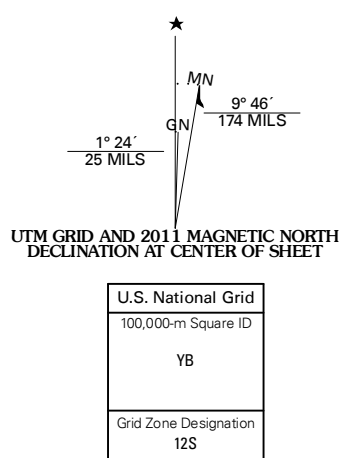 ★
MN
GN
9° 46´
174 MILS
1° 24´
25 MILS
UTM GRID AND 2011 MAGNETIC NORTH
DECLINATION AT CENTER OF SHEET
U.S. National Grid
100,000-m Square ID
YB
Grid Zone Designation
12S